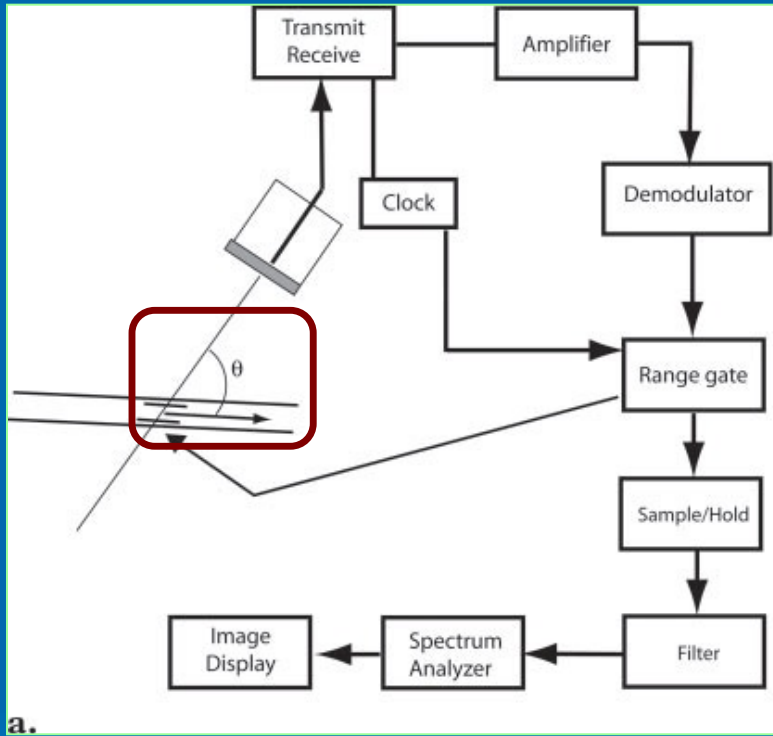 Transmit
Receive
Amplifier
Clock
Demodulator
θ
Range gate
Sample/Hold
Image
Display
Spectrum
Analyzer
Filter
a.